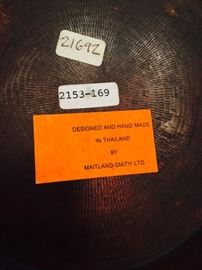 21692
2153-169
DESIGNED AND HAND MADE
IN THAILAND
BY
MAITLAND-SMITH LTD.